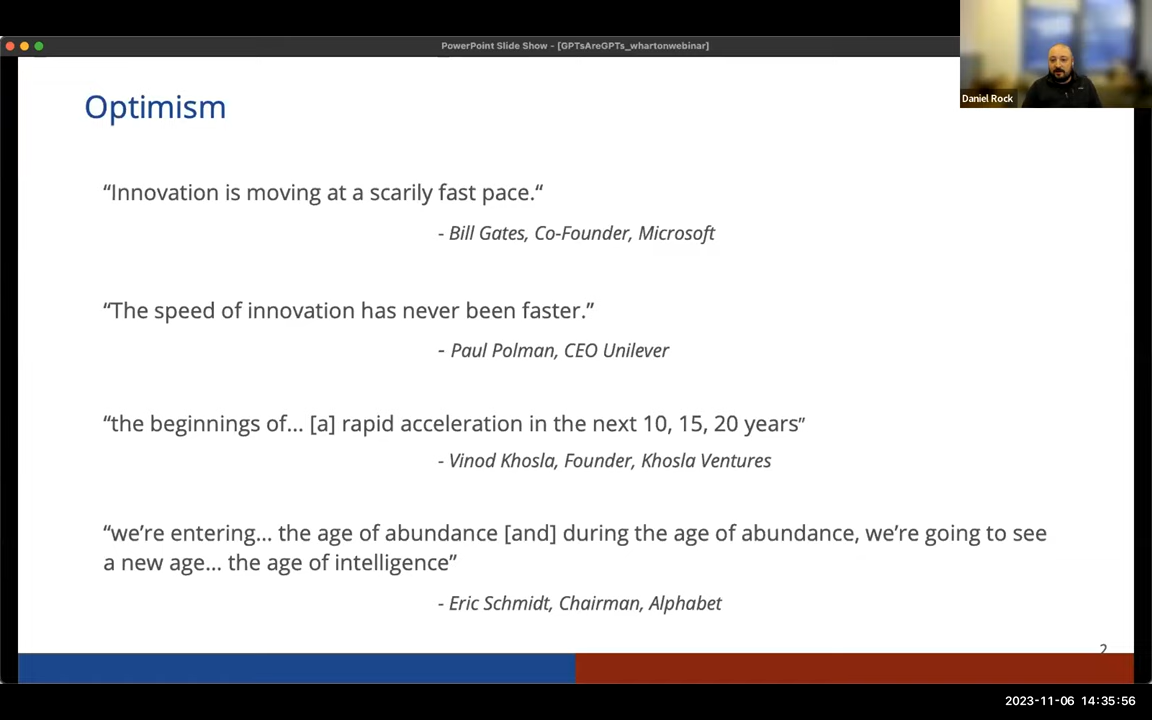 PowerPoint Slide Show - [GPTsAreGPTs_whartonwebinar]
Daniel Rock
Optimism
“Innovation is moving at a scarily fast pace.“
- Bill Gates, Co-Founder, Microsoft
“The speed of innovation has never been faster.”
- Paul Polman, CEO Unilever
“the beginnings of... [a] rapid acceleration in the next 10, 15, 20 years”
- Vinod Khosla, Founder, Khosla Ventures
“we’re entering... the age of abundance [and] during the age of abundance, we’re going to see
a new age... the age of intelligence”
- Eric Schmidt, Chairman, Alphabet
2
2023-11-06 14:35:56